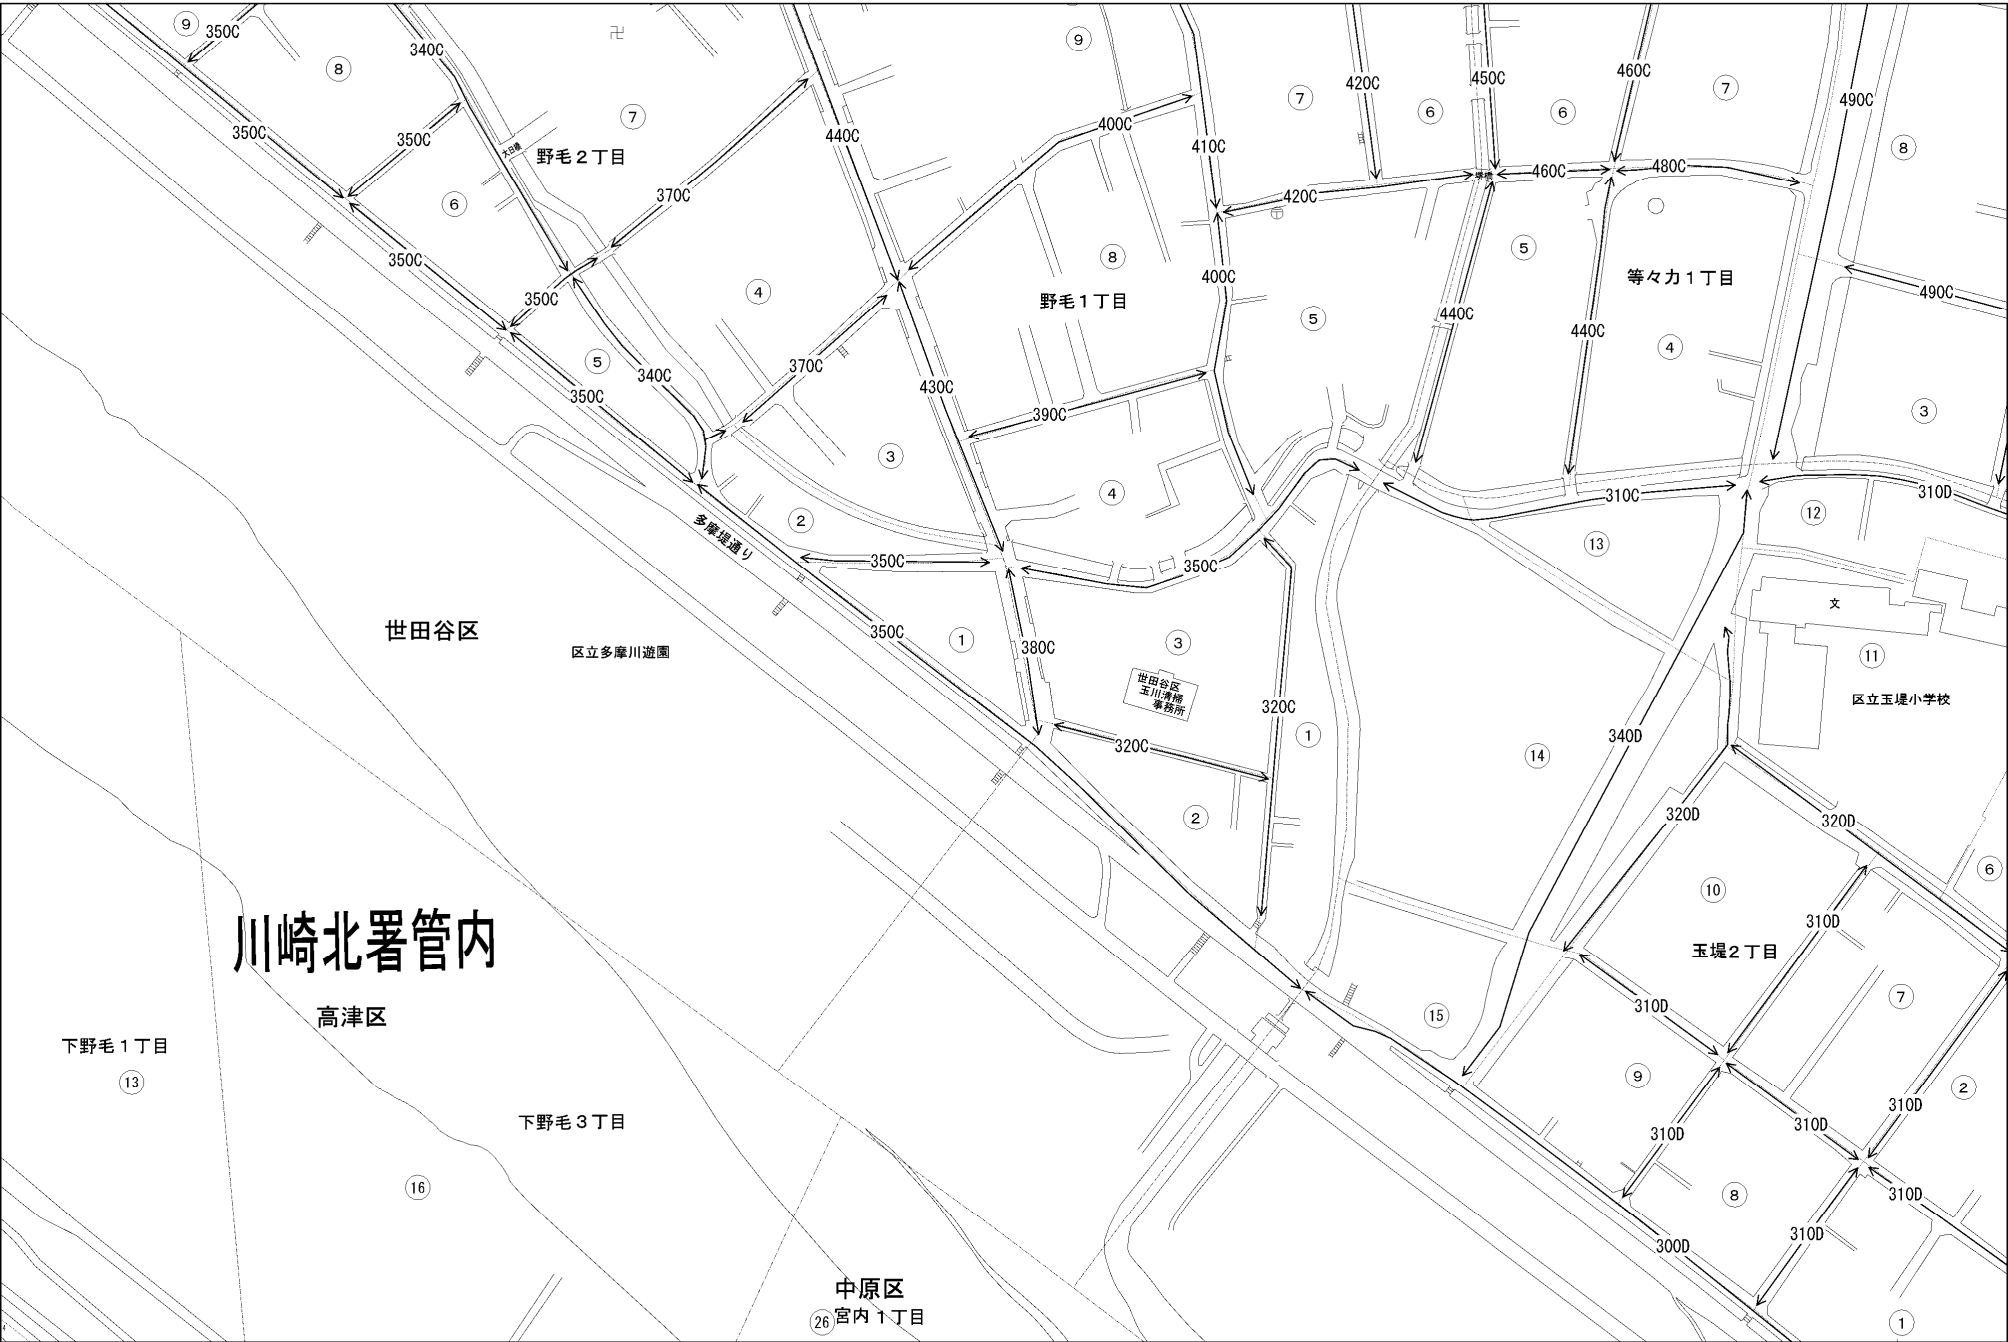 9
350C
340C
卍
8
7
9
440C
400C
410C
7
420C
6
450C
6
460C
7
490C
8
350C
350C
大日橋
野毛２丁目
6
370C
350C
350C
4
8
野毛１丁目
400C
420C
堺橋
460C
480C
5
5
等々力１丁目
490C
440C
440C
4
3
5
340C
350C
370C
430C
390C
3
4
2
多摩堤通り
350C
350C
310C
310D
12
13
文
11
区立玉堤小学校
世田谷区
区立多摩川遊園
350C
1
380C
3
世田谷区
玉川清掃
事務所
320C
1
320C
2
14
340D
320D
320D
6
10
310D
玉堤２丁目
7
川崎北署管内
高津区
下野毛１丁目
13
下野毛３丁目
16
15
310D
9
310D
310D
310D
2
8
310D
310D
300D
1
中原区
26
宮内１丁目